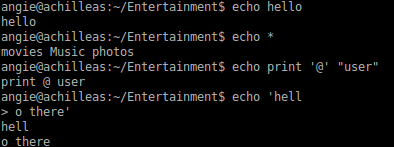 angie@achilleas:~/Entertainment$ echo hello
hello
angie@achilleas:~/Entertainment$ echo *
movies Music photos
angie@achilleas:~/Entertainment$ echo print '@' "user"
print @ user
angie@achilleas:~/Entertainment$ echo 'hell
> o there'
hell
o there